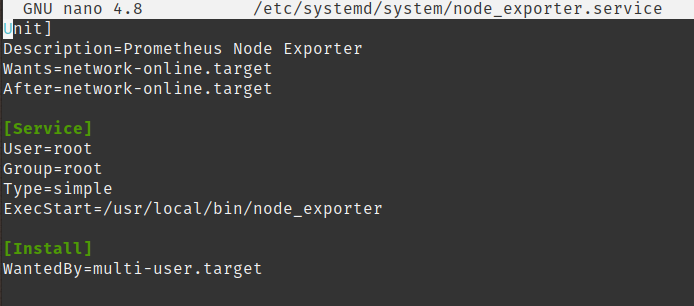 GNU nano 4.8 /etc/systemd/system/node_exporter.service
Unit]
Description=Prometheus Node Exporter
Wants=network-online.target
After=network-online.target
[Service]
User=root
Group=root
Type=simple
ExecStart=/usr/local/bin/node_exporter
[Install]
WantedBy=multi-user.target